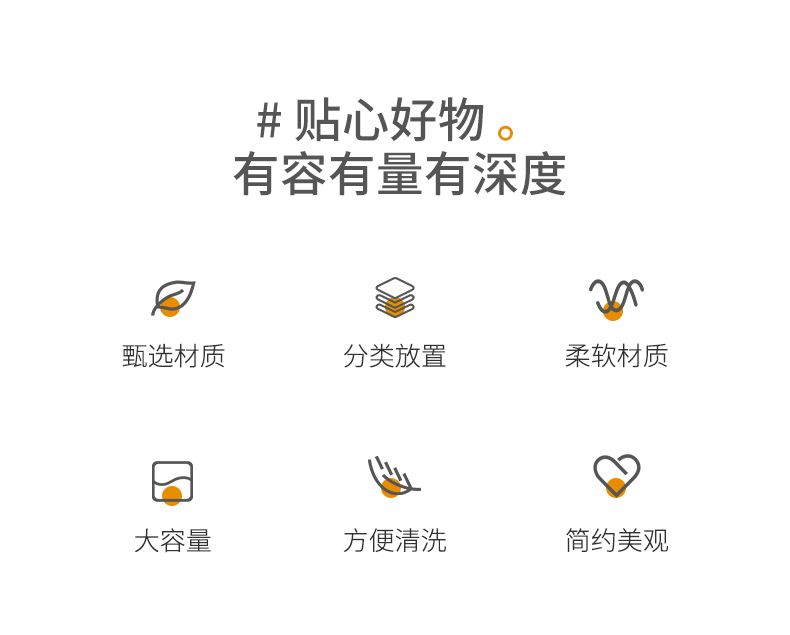 # 贴心好物。
有容有量有深度
甄选材质
分类放置
柔软材质
大容量
方便清洗
简约美观